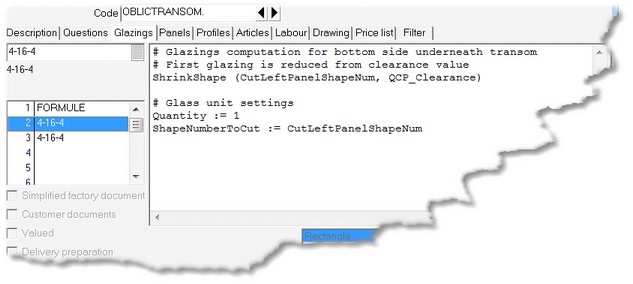 Code OBLICTRANSOM.
Description Questions Glazings Panels Profiles Articles Labour Drawing Price list Filter
4-16-4
4-16-4
1 FORMULE
2 4-16-4
3 4-16-4
4
5
6
# Glazings computation for bottom side underneath transom
# First glazing is reduced from clearance value
ShrinkShape (CutLeftPanelShapeNum, QCP_Clearance)
# Glass unit settings
Quantity := 1
ShapeNumberToCut := CutLeftPanelShapeNum
Simplified factory document
Customer documents
Valued
Delivery preparation
Rectangle